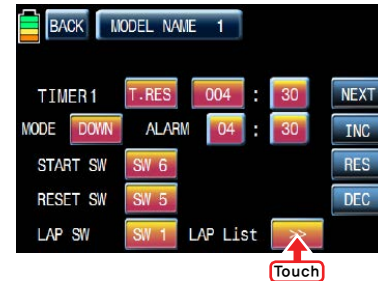 BACK MODEL NAME 1
TIMER1 T.RES 004 : 30 NEXT
MODE DOWN ALARM 04 : 30 INC
START SW SW 6 RES
RESET SW SW 5 DEC
LAP SW SW 1 LAP List >>
Touch